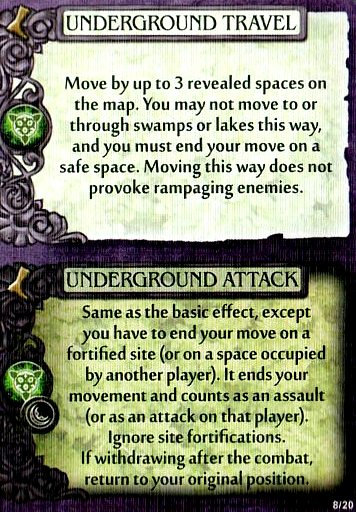 UNDERGROUND TRAVEL
Move by up to 3 revealed spaces on
the map. You may not move to or
through swamps or lakes this way,
and you must end your move on a
safe space. Moving this way does not
provoke rampaging enemies.
UNDERGROUND ATTACK
Same as the basic effect, except
you have to end your move on a
fortified site (or on a space occupied
by another player). It ends your
movement and counts as an assault
(or as an attack on that player).
Ignore site fortifications.
If withdrawing after the combat,
return to your original position.
8/20